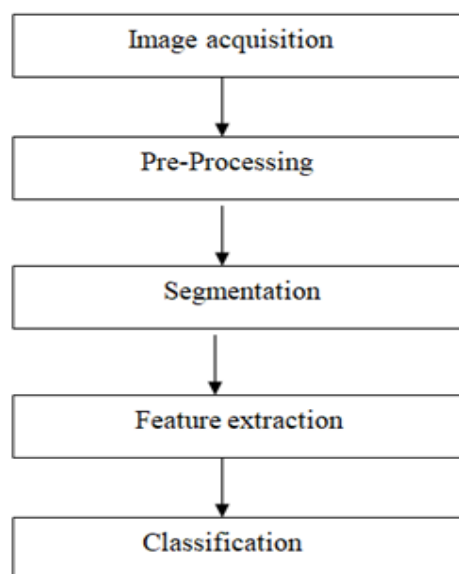 Image acquisition
Pre-Processing
Segmentation
Feature extraction
Classification